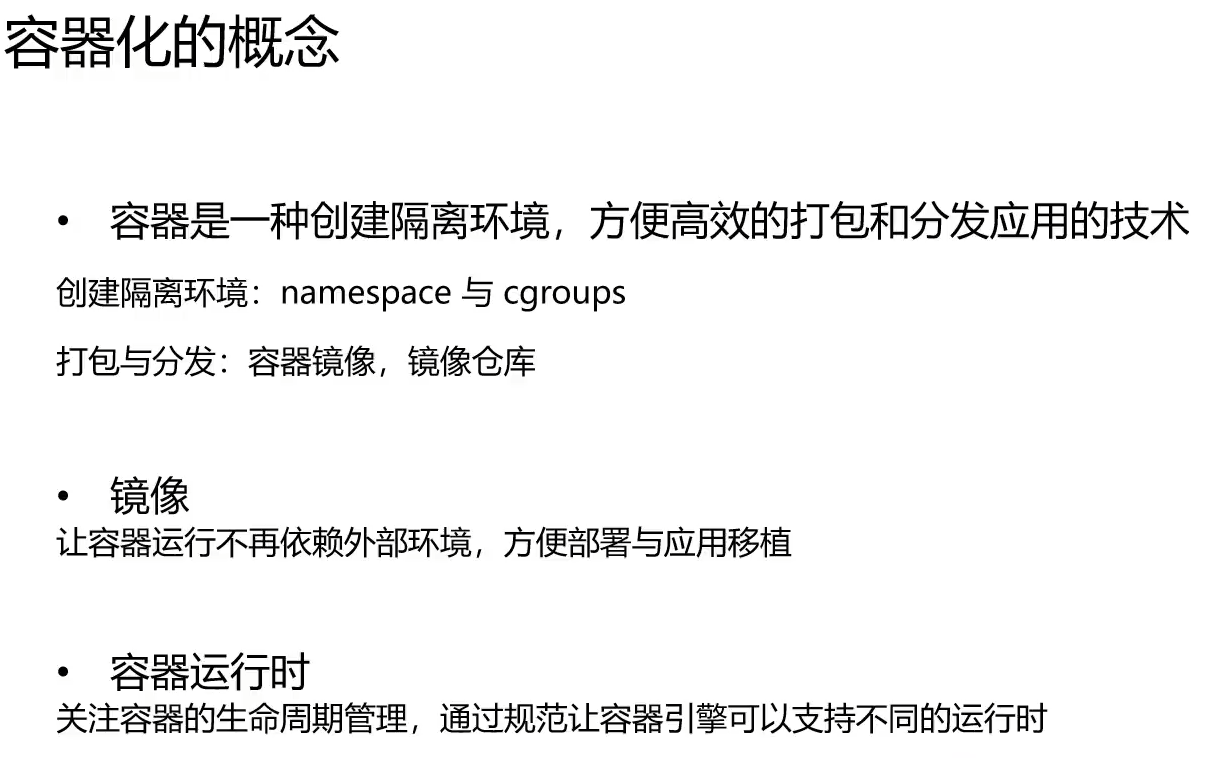 容器化的概念
• 容器是一种创建隔离环境，方便高效的打包和分发应用的技术
创建隔离环境：namespace 与 cgroups
打包与分发：容器镜像，镜像仓库
• 镜像
让容器运行不再依赖外部环境，方便部署与应用移植
• 容器运行时
关注容器的生命周期管理，通过规范让容器引擎可以支持不同的运行时